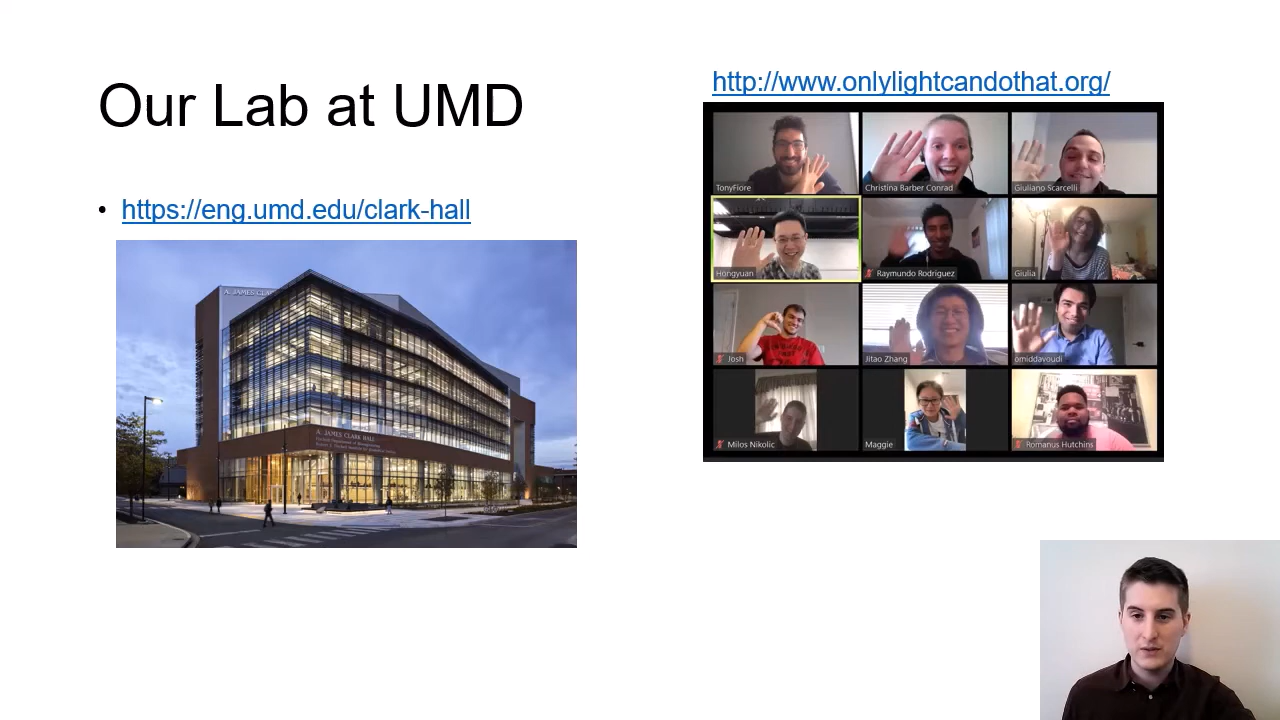 Our Lab at UMD
https://eng.umd.edu/clark-hall
A. JAMES CLARK HALL
http://www.onlylightcandothat.org/
TonyFiore
Christina Barber Conrad
Giuliano Scarcelli
Hongyuan
Raymundo Rodriguez
Giulia
Josh
Jitao Zhang
omiddavoudi
Milos Nikolic
Maggie
Romanus Hutchins